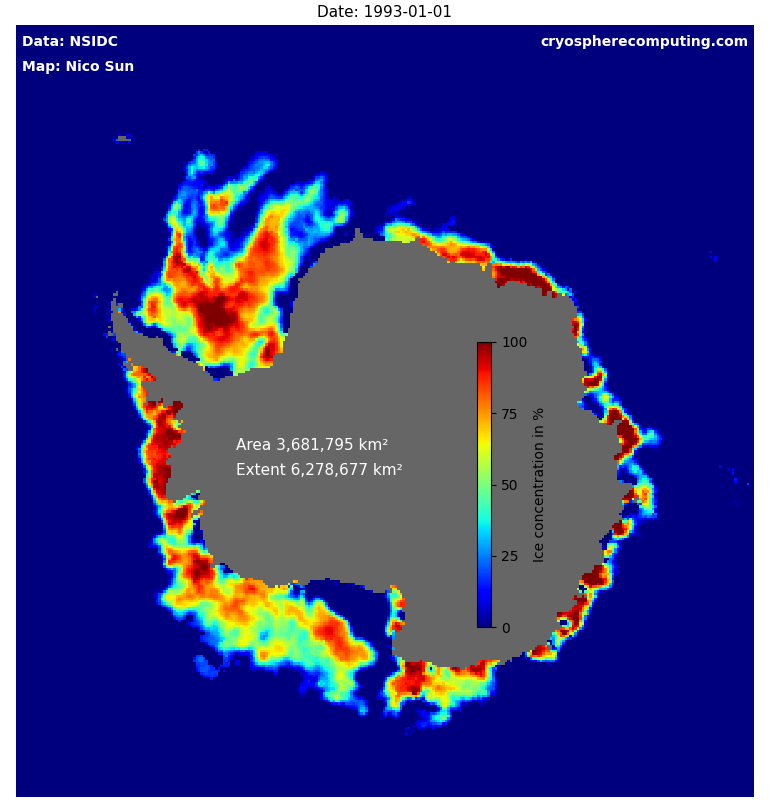 Date: 1993-01-01
Data: NSIDC
cryospherecomputing.com
Map: Nico Sun
100
75
50
25
0
Ice concentration in %
Area 3,681,795 km²
Extent 6,278,677 km²